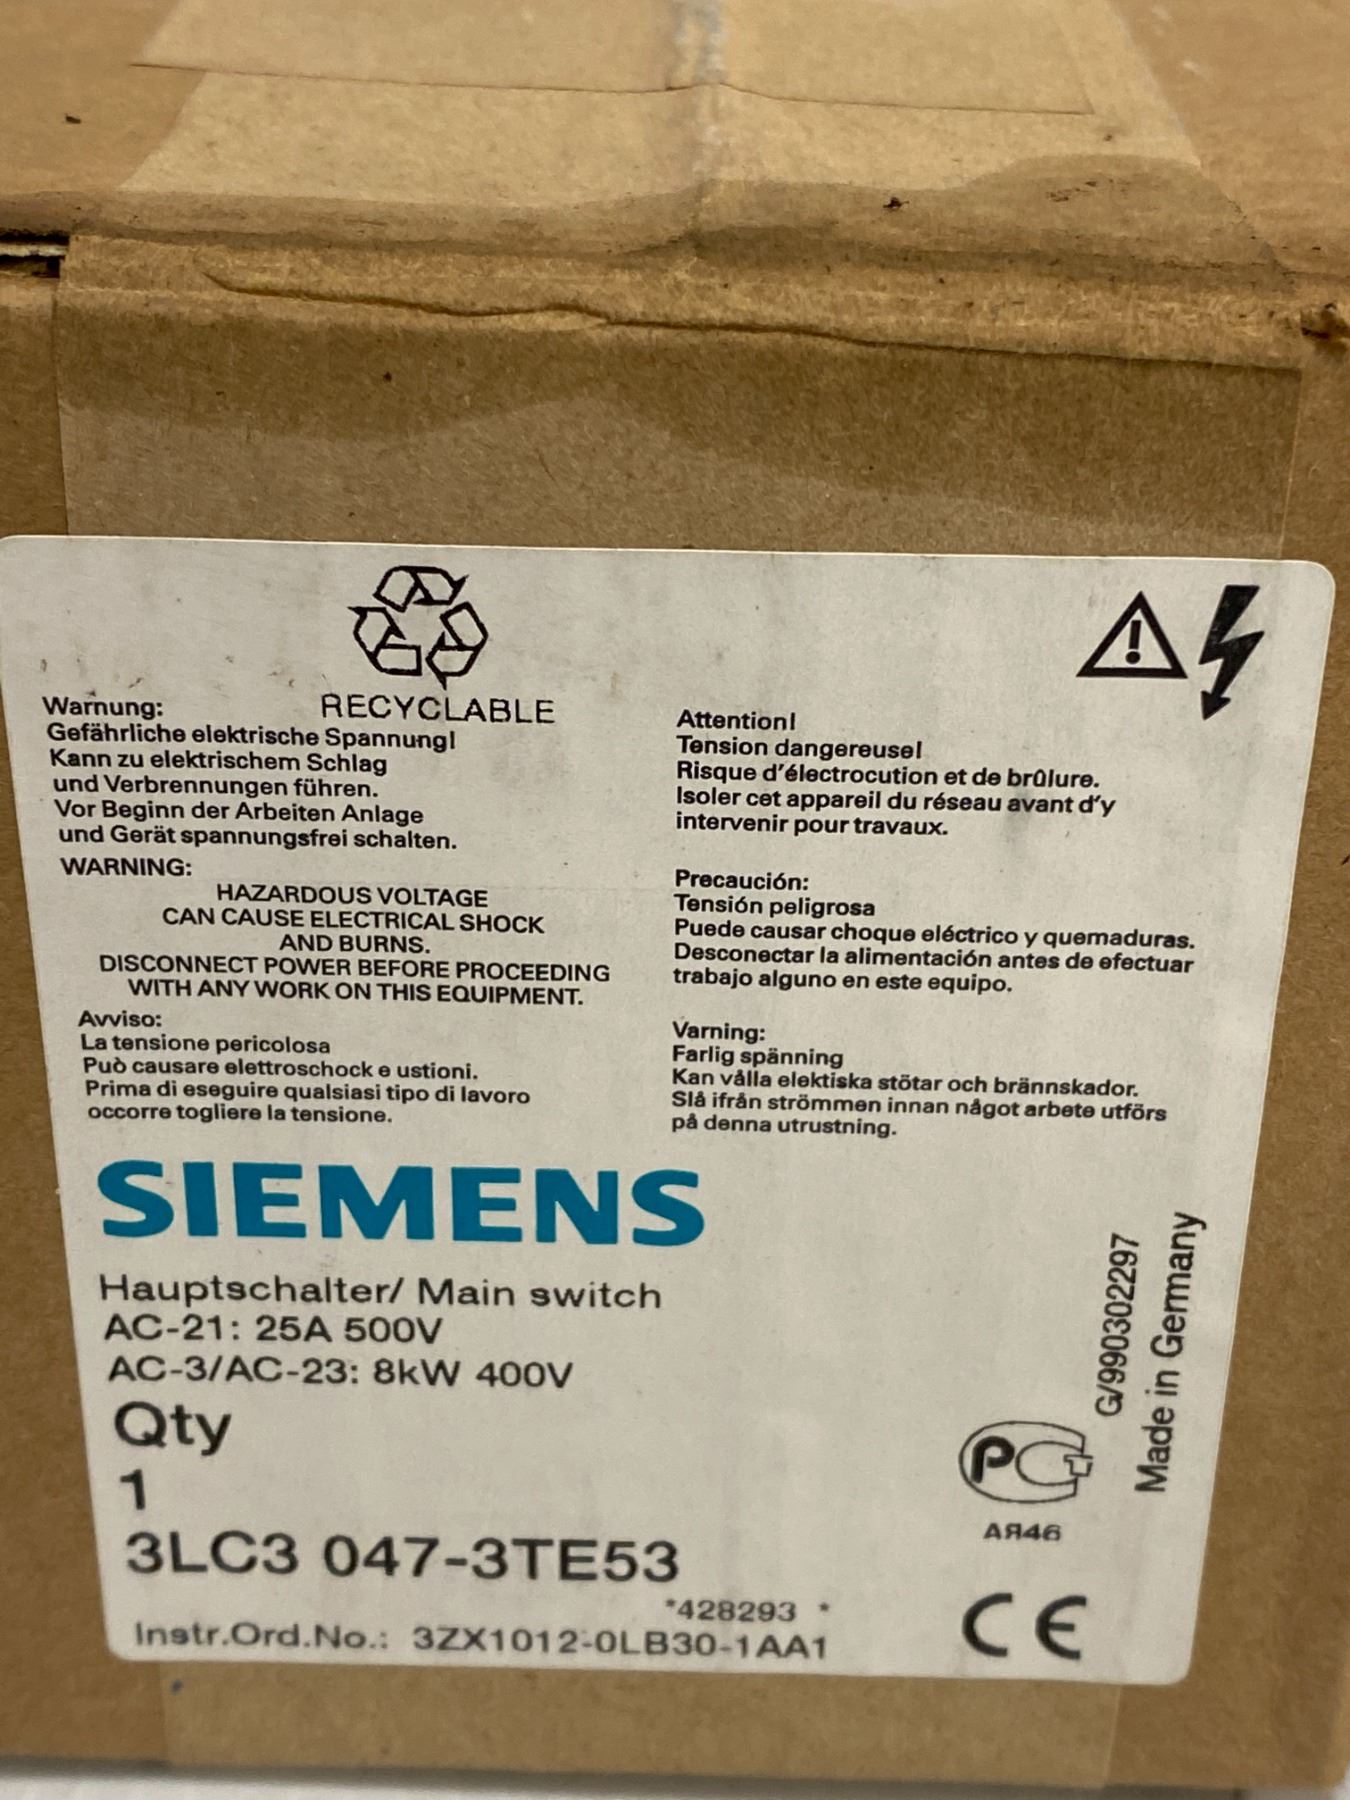 RECYCLABLE
Warnung:
Gefährliche elektrische Spannung!
Kann zu elektrischem Schlag
und Verbrennungen führen.
Vor Beginn der Arbeiten Anlage
und Gerät spannungsfrei schalten.
WARNING:
HAZARDOUS VOLTAGE
CAN CAUSE ELECTRICAL SHOCK
AND BURNS.
DISCONNECT POWER BEFORE PROCEEDING
WITH ANY WORK ON THIS EQUIPMENT.
Avviso:
La tensione pericolosa
Può causare elettroshock e ustioni.
Prima di eseguire qualsiasi tipo di lavoro
occorre togliere la tensione.
Attention!
Tension dangereuse!
Risque d'électrocution et de brûlure.
Isoler cet appareil du réseau avant d'y
intervenir pour travaux.
Precaución:
Tensión peligrosa
Puede causar choque eléctrico y quemaduras.
Desconectar la alimentación antes de efectuar
trabajo alguno en este equipo.
Varning:
Farlig spänning
Kan vålla elektiska stötar och brännskador.
Slå ifrån strömmen innan något arbete utförs
på denna utrustning.
SIEMENS
Hauptschalter/ Main switch
AC-21: 25A 500V
AC-3/AC-23: 8kW 400V
Qty
1
3LC3 047-3TE53
*428293 *
Instr.Ord.No.: 3ZX1012-0LB30-1AA1
G/990302297
Made in Germany
PC
АЯ46
CE